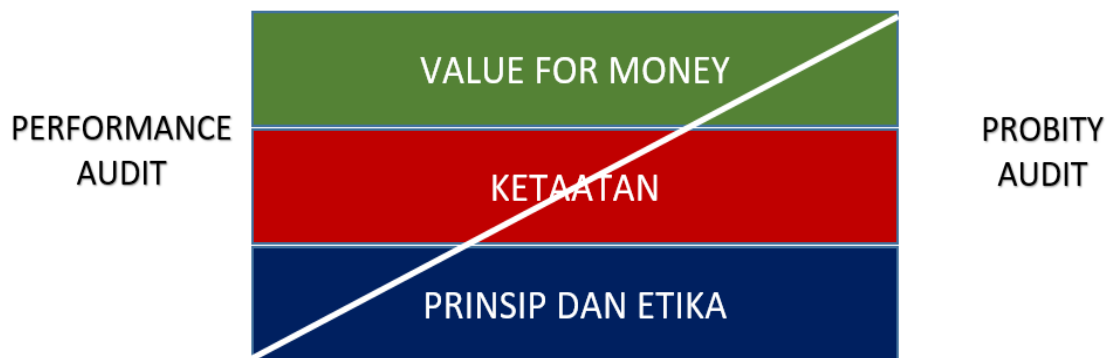 VALUE FOR MONEY
PERFORMANCE
AUDIT
KETAATAN
PROBITY
AUDIT
PRINSIP DAN ETIKA